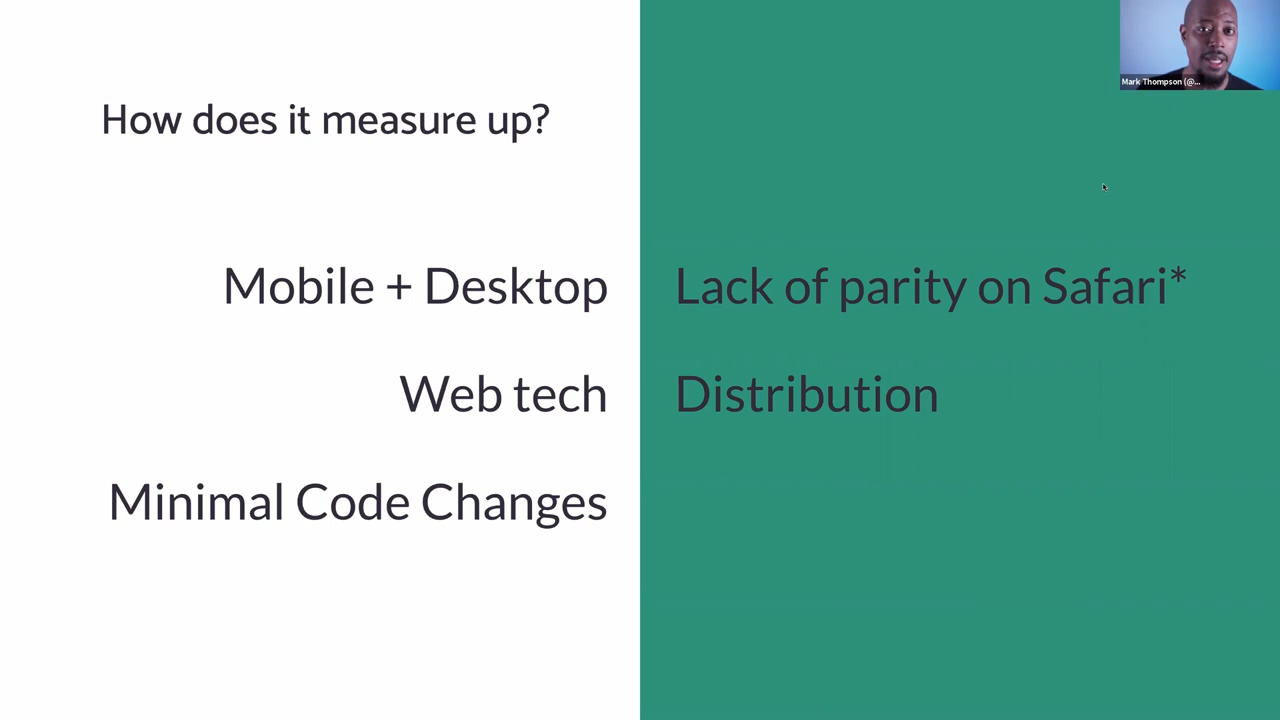 Mark Thompson (@...
How does it measure up?
Mobile + Desktop
Web tech
Minimal Code Changes
Lack of parity on Safari*
Distribution